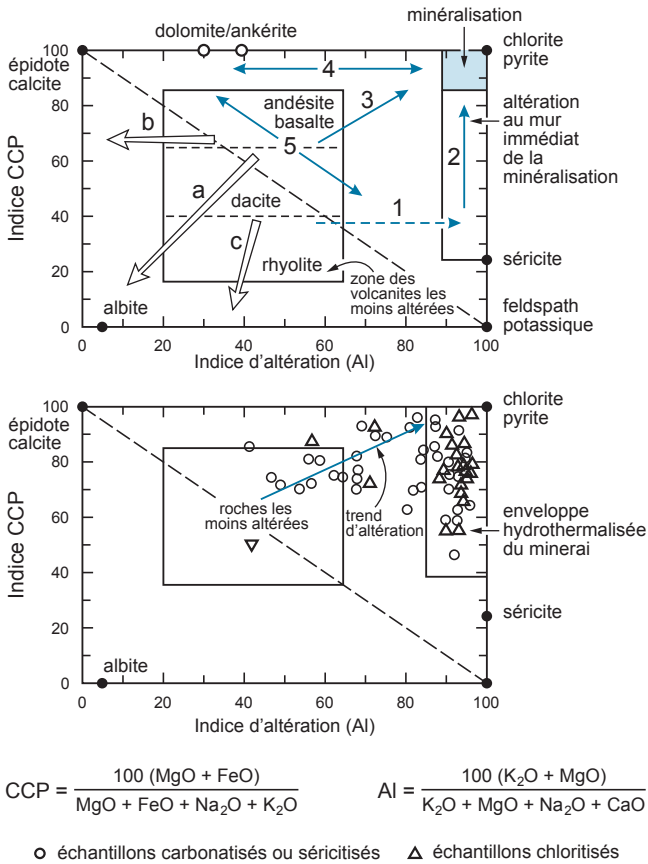 minéralisation
dolomite/ankérite
100
80
60
40
20
0
Indice CCP
épidote
calcite
4
andésite
basalte
3
5
b
a
dacite
c
1
2
rhyolite
zone des
volcanites les
moins altérées
albite
chlorite
pyrite
altération
au mur
immédiat
de la
minéralisation
séricite
feldspath
potassique
0
20
40
60
80
100
Indice d'altération (AI)
100
80
60
40
20
0
Indice CCP
épidote
calcite
roches les
moins altérées
trend
d'altération
albite
chlorite
pyrite
enveloppe
hydrothermalisée
du minerai
séricite
0
20
40
60
80
100
Indice d'altération (AI)
CCP = 100 (MgO + FeO) / MgO + FeO + Na₂O + K₂O
AI = 100 (K₂O + MgO) / K₂O + MgO + Na₂O + CaO
échantillons carbonatisés ou séricitisés
échantillons chloritisés